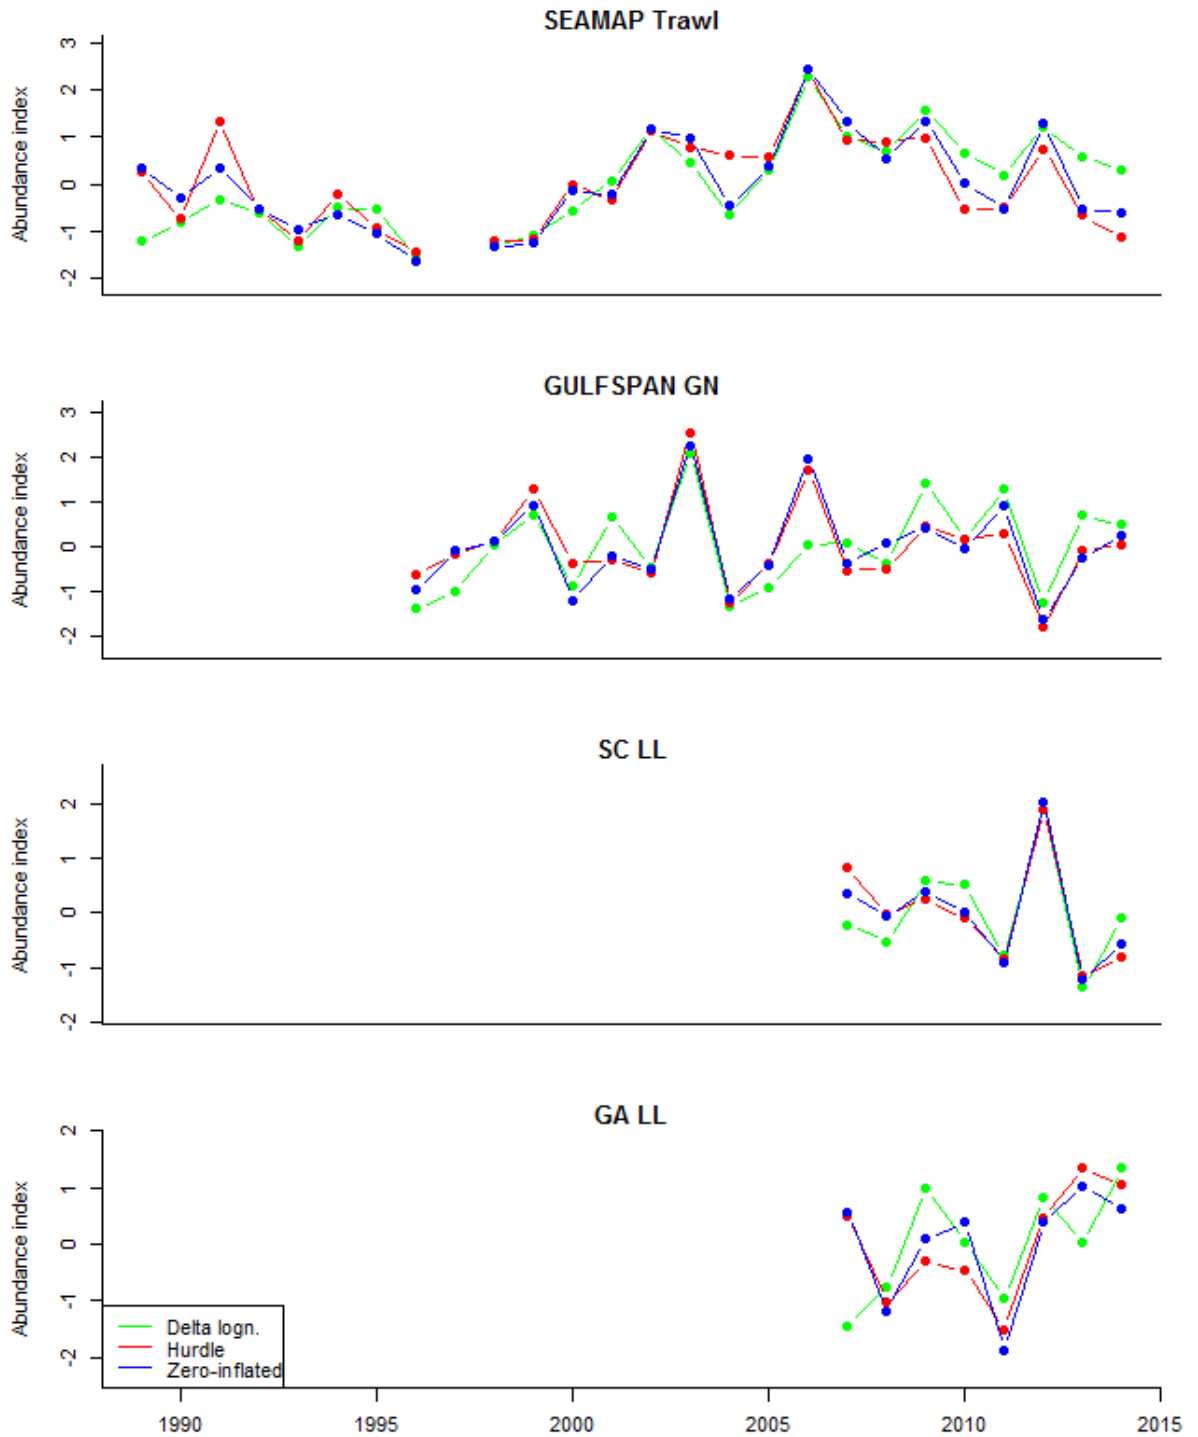 SEAMAP Trawl
Abundance index
3
2
1
0
-1
-2
GULFSPAN GN
Abundance index
3
2
1
0
-1
-2
SC LL
Abundance index
2
1
0
-1
-2
GA LL
Abundance index
2
1
0
-1
-2
Delta logn.
Hurdle
Zero-inflated
1990 1995 2000 2005 2010 2015